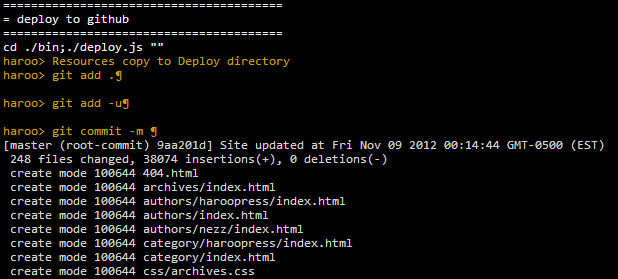 ========================================
= deploy to github
========================================
cd ./bin;./deploy.js ""
haroo> Resources copy to Deploy directory
haroo> git add .¶
haroo> git add -u¶
haroo> git commit -m ¶
[master (root-commit) 9aa201d] Site updated at Fri Nov 09 2012 00:14:44 GMT-0500 (EST)
248 files changed, 38074 insertions(+), 0 deletions(-)
create mode 100644 404.html
create mode 100644 archives/index.html
create mode 100644 authors/haroopress/index.html
create mode 100644 authors/index.html
create mode 100644 authors/nezz/index.html
create mode 100644 category/haroopress/index.html
create mode 100644 category/index.html
create mode 100644 css/archives.css